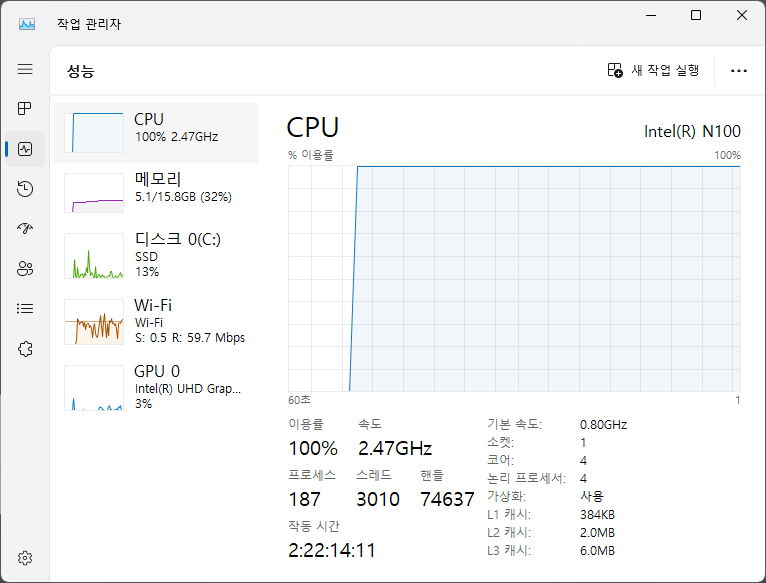 작업 관리자
성능
새 작업 실행
CPU
100% 2.47GHz
메모리
5.1/15.8GB (32%)
디스크 0(C:)
SSD
13%
Wi-Fi
Wi-Fi
S: 0.5 R: 59.7 Mbps
GPU 0
Intel(R) UHD Grap...
3%
CPU
Intel(R) N100
% 이용률
100%
60초
1
이용률 속도
100% 2.47GHz
프로세스 스레드 핸들
187 3010 74637
작동 시간
2:22:14:11
기본 속도: 0.80GHz
소켓: 1
코어: 4
논리 프로세서: 4
가상화: 사용
L1 캐시: 384KB
L2 캐시: 2.0MB
L3 캐시: 6.0MB